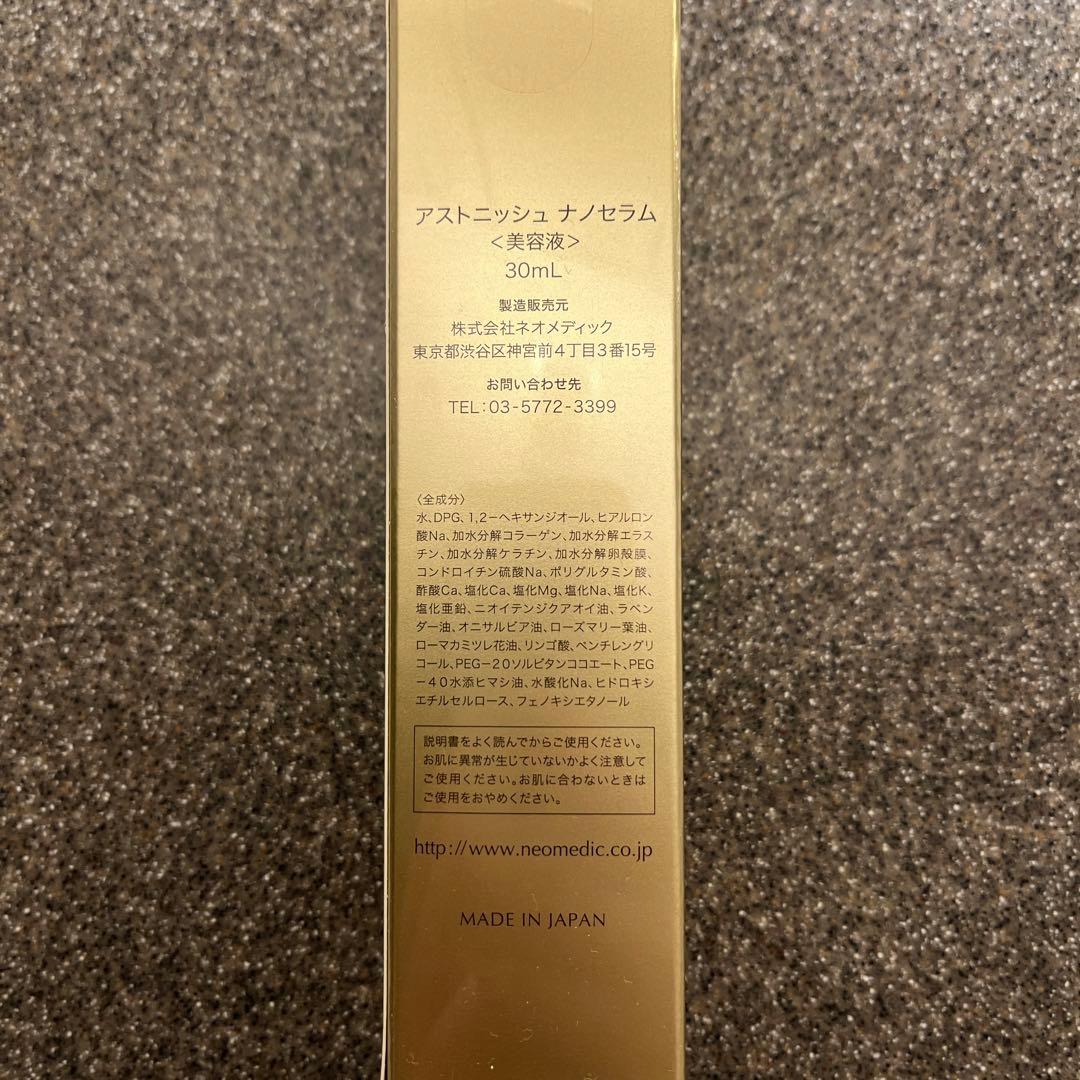 アストニッシュ ナノセラム
<美容液>
30mL
製造販売元
株式会社ネオメディック
東京都渋谷区神宮前4丁目3番15号
お問い合わせ先
TEL:03-5772-3399
〈全成分〉
水、DPG、1,2－ヘキサンジオール、ヒアルロン
酸Na、加水分解コラーゲン、加水分解エラス
チン、加水分解ケラチン、加水分解卵殻膜、
コンドロイチン硫酸Na、ポリグルタミン酸、
酢酸Ca、塩化Ca、塩化Mg、塩化Na、塩化K、
塩化亜鉛、ニオイテンジクアオイ油、ラベン
ダー油、オニサルビア油、ローズマリー葉油、
ローマカミツレ花油、リンゴ酸、ペンチレングリ
コール、PEG－20ソルビタンココエート、PEG
－40水添ヒマシ油、水酸化Na、ヒドロキシ
エチルセルロース、フェノキシエタノール
説明書をよく読んでからご使用ください。
お肌に異常が生じていないかよく注意して
ご使用ください。お肌に合わないときは
ご使用をおやめください。
http://www.neomedic.co.jp
MADE IN JAPAN